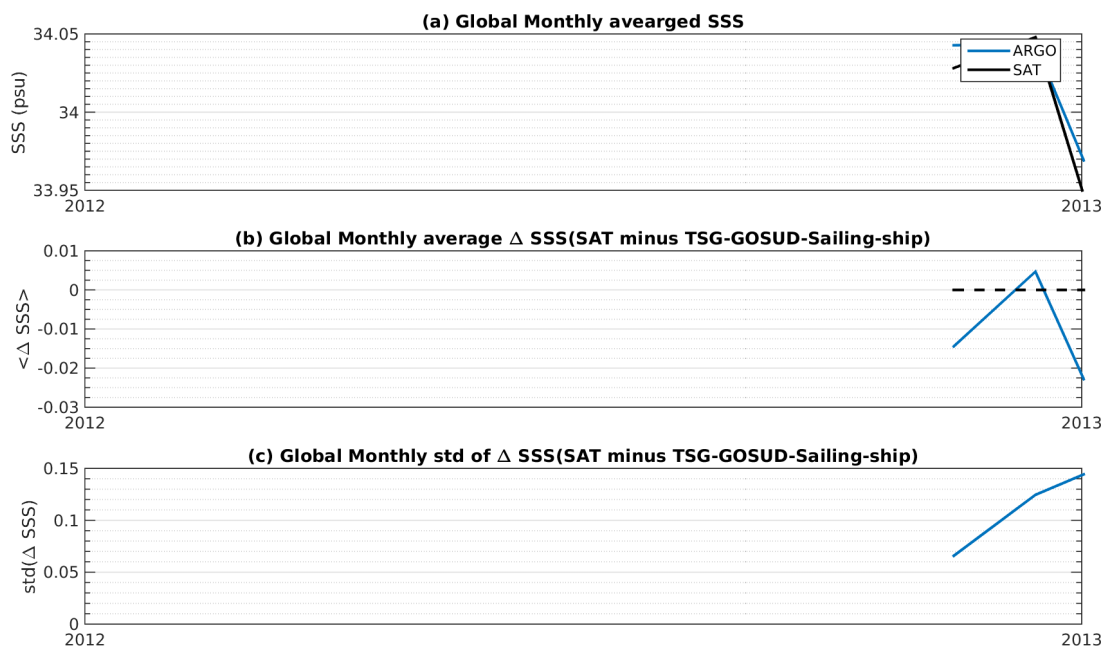 (a) Global Monthly avearged SSS
34.05
34
33.95
SSS (psu)
ARGO
SAT
2012
2013
(b) Global Monthly average Δ SSS(SAT minus TSG-GOSUD-Sailing-ship)
0.01
0
-0.01
-0.02
-0.03
<Δ SSS>
2012
2013
(c) Global Monthly std of Δ SSS(SAT minus TSG-GOSUD-Sailing-ship)
0.15
0.1
0.05
0
std(Δ SSS)
2012
2013